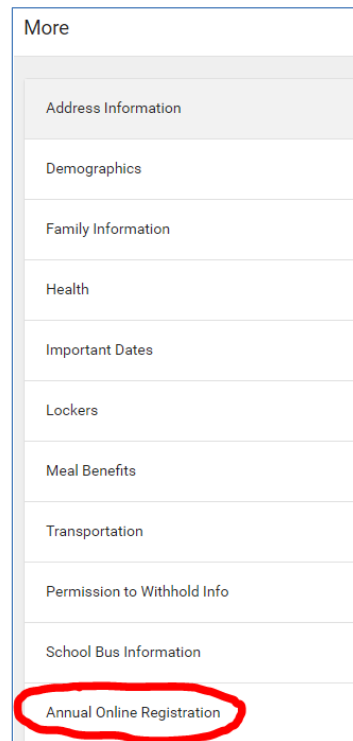 More
Address Information
Demographics
Family Information
Health
Important Dates
Lockers
Meal Benefits
Transportation
Permission to Withhold Info
School Bus Information
Annual Online Registration